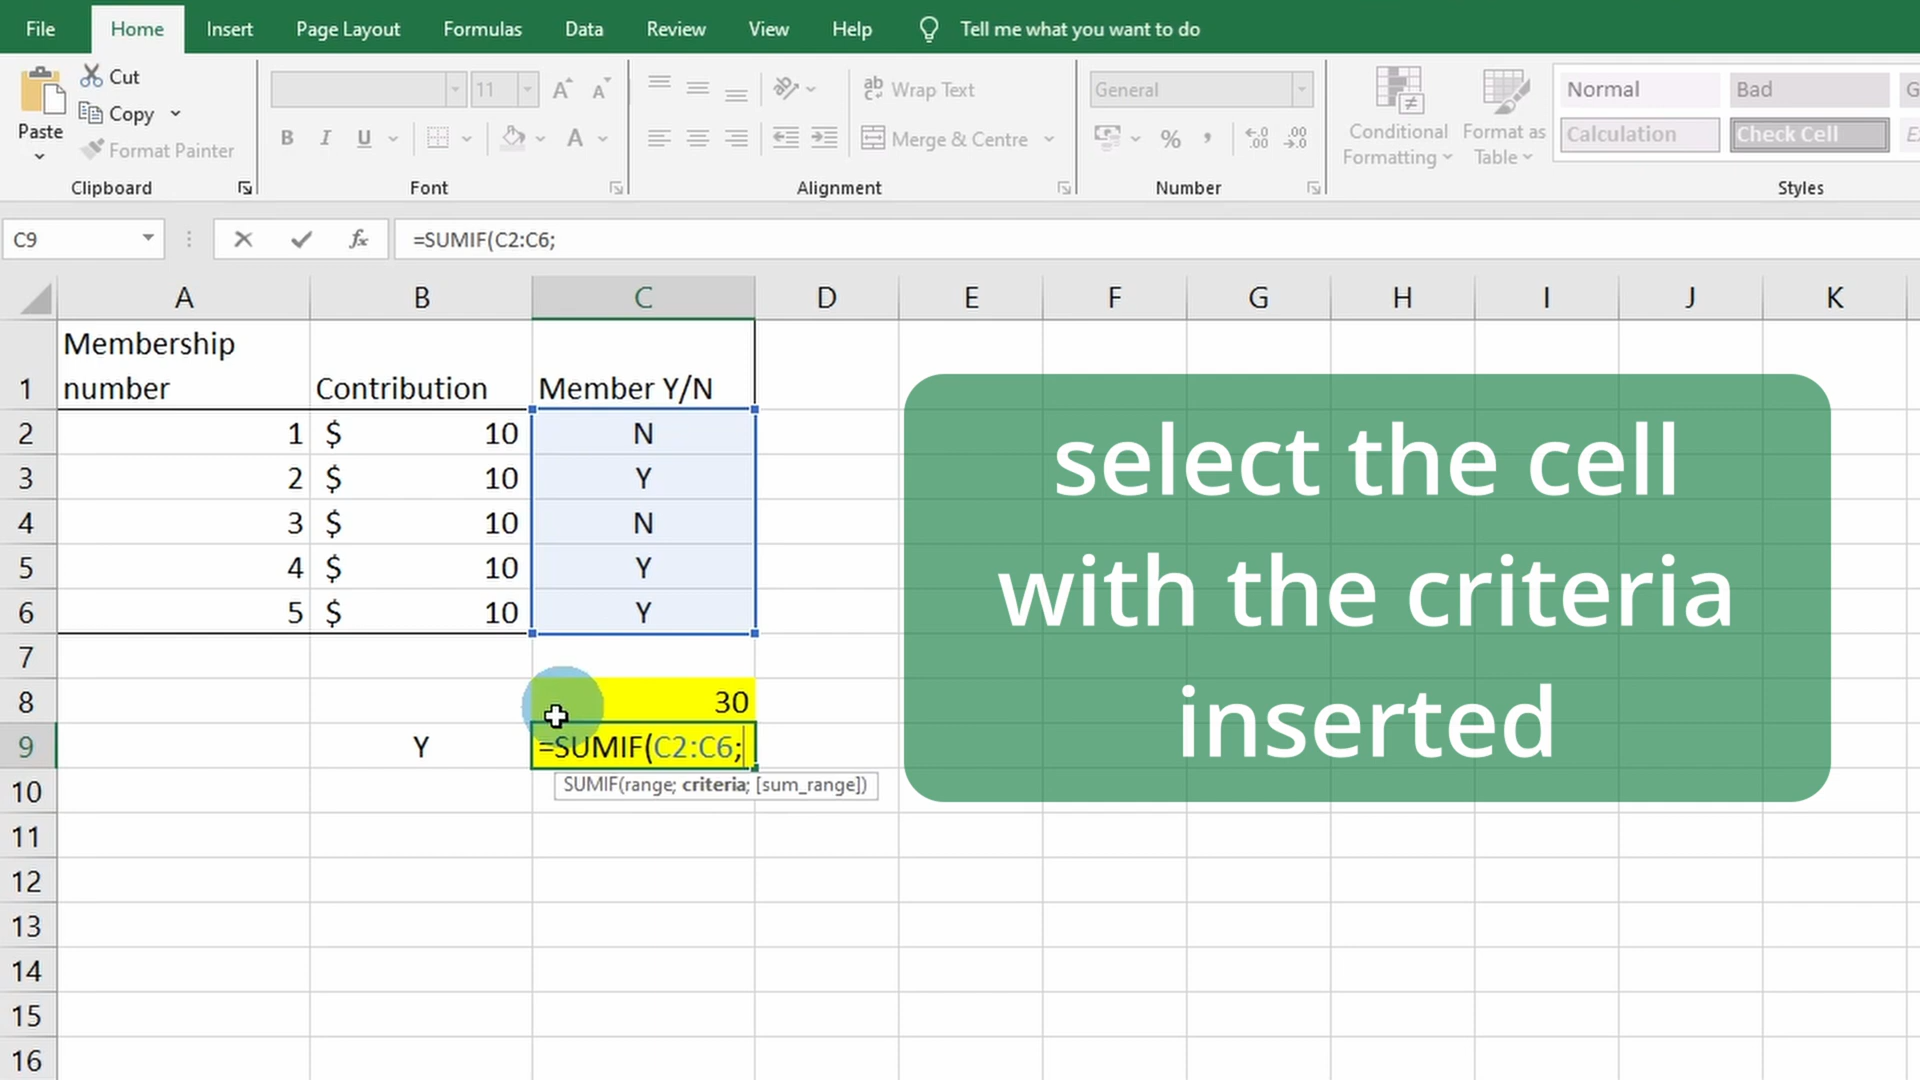 File Home Insert Page Layout Formulas Data Review View Help Tell me what you want to do
Paste
Cut
Copy
Format Painter
Clipboard
11
B I U
Font
Wrap Text
Merge & Centre
Alignment
General
Number
Conditional Formatting
Format as Table
Normal Bad G
Calculation Check Cell
Styles
C9 fx =SUMIF(C2:C6;
A B C D E F G H I J K
Membership
1 number Contribution Member Y/N
2 1 $ 10 N
3 2 $ 10 Y
4 3 $ 10 N
5 4 $ 10 Y
6 5 $ 10 Y
7
8 30
9 Y =SUMIF(C2:C6;
SUMIF(range; criteria; [sum_range])
10
11
12
13
14
15
16
select the cell
with the criteria
inserted